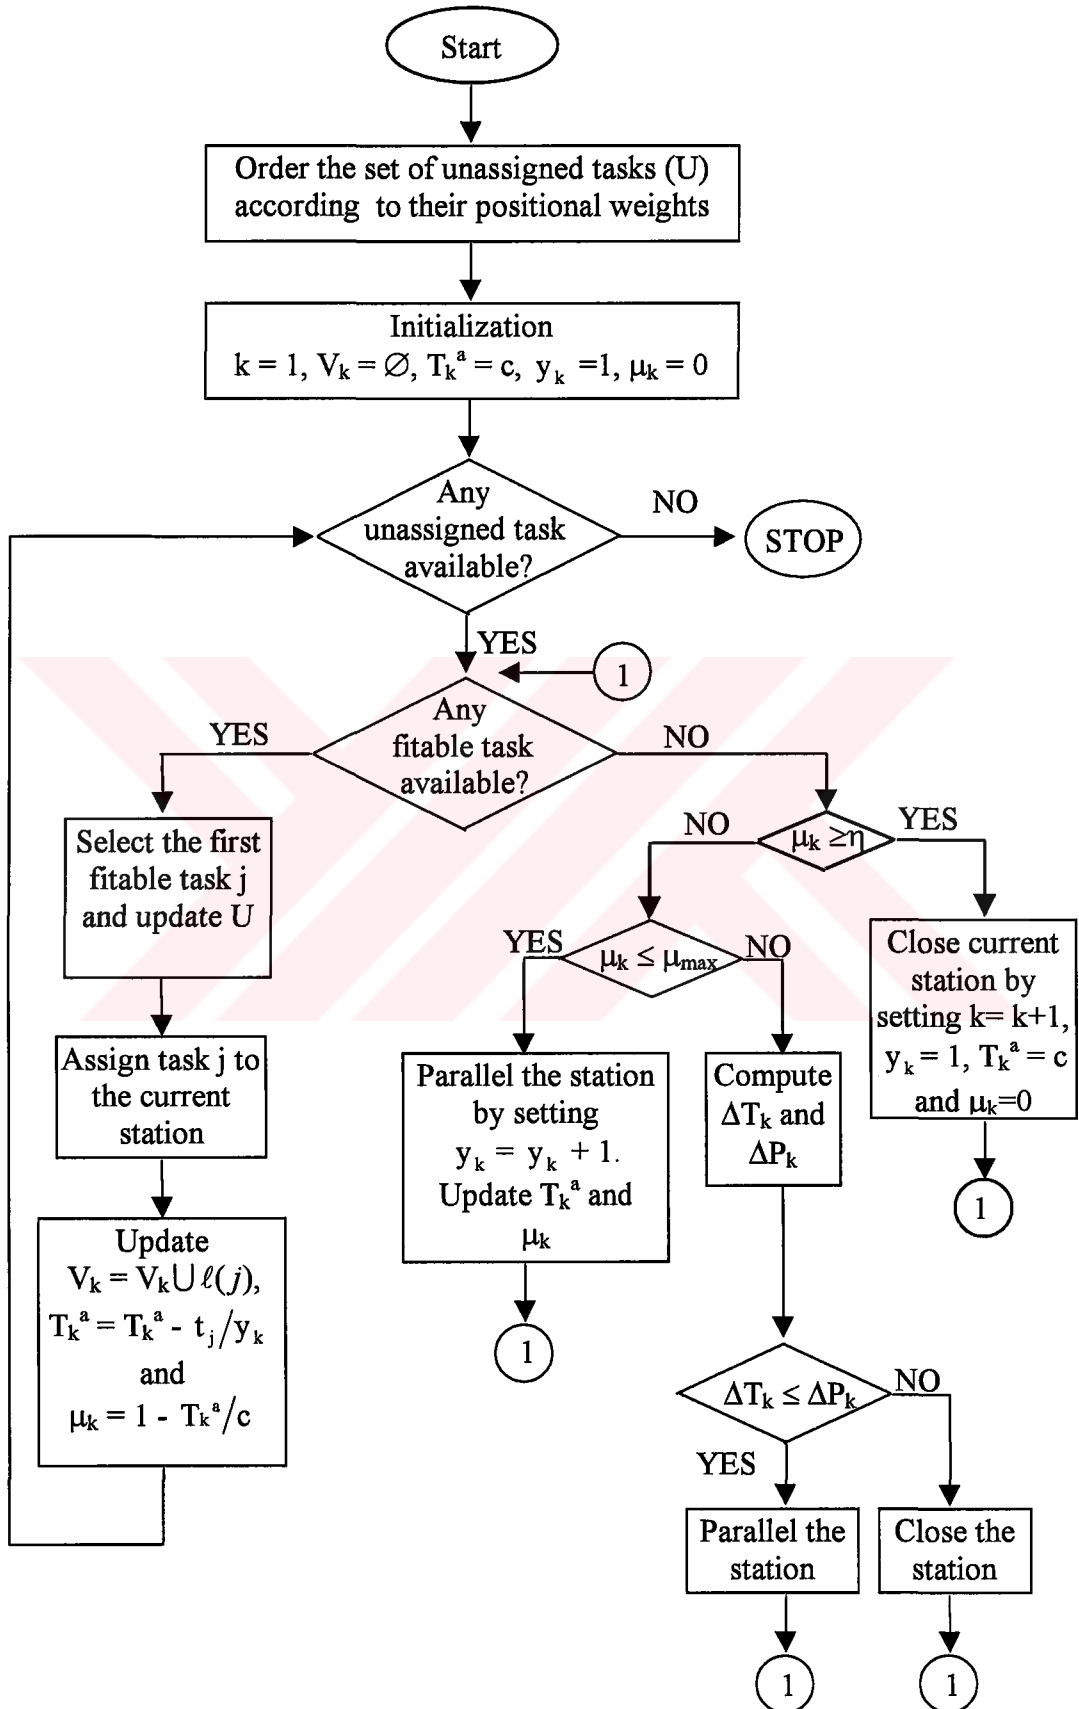 Start
Order the set of unassigned tasks (U)
according to their positional weights
Initialization
k = 1, Vₖ = ∅, Tₖᵃ = c, yₖ =1, μₖ = 0
Any
unassigned task
available?
NO
STOP
YES
1
Any
fitable task
available?
YES
NO
Select the first
fitable task j
and update U
Assign task j to
the current
station
Update
Vₖ = Vₖ ∪ ℓ(j),
Tₖᵃ = Tₖᵃ - tⱼ/yₖ
and
μₖ = 1 - Tₖᵃ/c
μₖ ≥η
NO
YES
μₖ ≤ μmax
YES
NO
Close current
station by
setting k= k+1,
yₖ = 1, Tₖᵃ = c
and μₖ=0
1
Parallel the station
by setting
yₖ = yₖ + 1.
Update Tₖᵃ and
μₖ
1
Compute
ΔTₖ and
ΔPₖ
ΔTₖ ≤ ΔPₖ
NO
YES
Parallel the
station
1
Close the
station
1